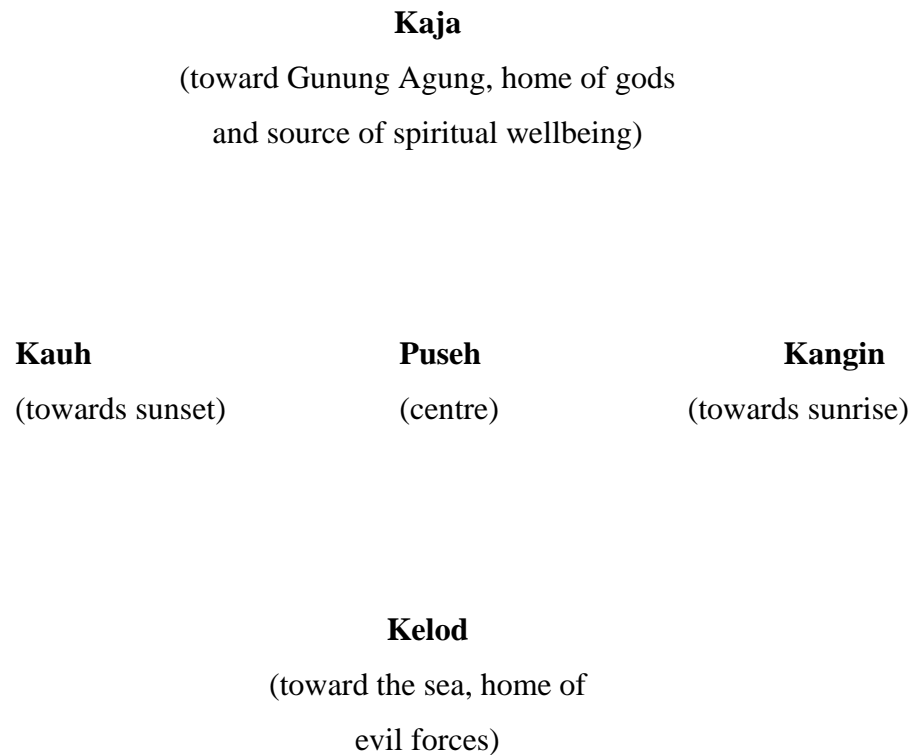 Kaja
(toward Gunung Agung, home of gods
and source of spiritual wellbeing)
Kauh Puseh Kangin
(towards sunset) (centre) (towards sunrise)
Kelod
(toward the sea, home of
evil forces)